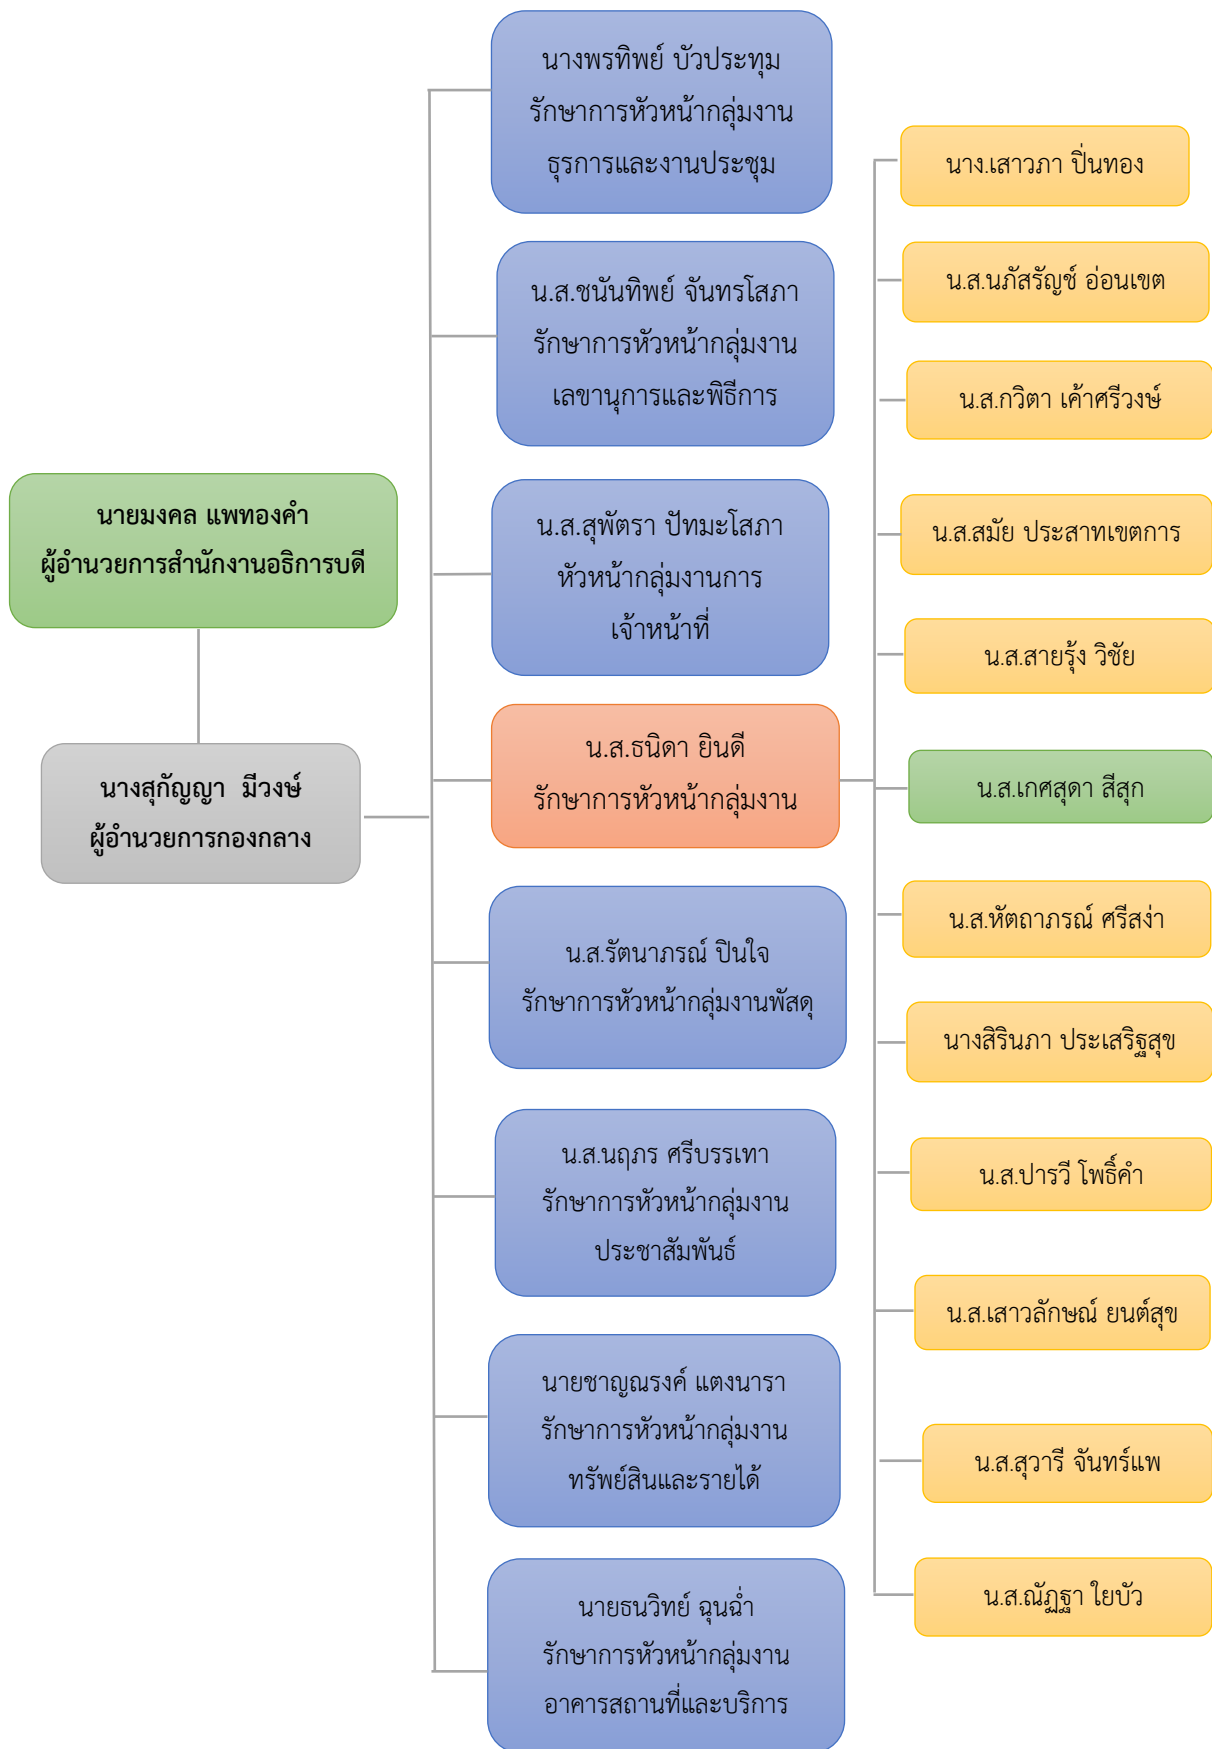 นายมงคล แพทองคำ
ผู้อำนวยการสำนักงานอธิการบดี
นางสุกัญญา  มีวงษ์
ผู้อำนวยการกองกลาง
นางพรทิพย์ บัวประทุม
รักษาการหัวหน้ากลุ่มงาน
ธุรการและงานประชุม
น.ส.ชนันทิพย์ จันทรโสภา
รักษาการหัวหน้ากลุ่มงาน
เลขานุการและพิธีการ
น.ส.สุพัตรา ปัทมะโสภา
หัวหน้ากลุ่มงานการ
เจ้าหน้าที่
น.ส.ธนิดา ยินดี
รักษาการหัวหน้ากลุ่มงาน
น.ส.รัตนาภรณ์ ปินใจ
รักษาการหัวหน้ากลุ่มงานพัสดุ
น.ส.นฤภร ศรีบรรเทา
รักษาการหัวหน้ากลุ่มงาน
ประชาสัมพันธ์
นายชาญณรงค์ แตงนารา
รักษาการหัวหน้ากลุ่มงาน
ทรัพย์สินและรายได้
นายธนวิทย์ ฉุนฉ่ำ
รักษาการหัวหน้ากลุ่มงาน
อาคารสถานที่และบริการ
นาง.เสาวภา ปิ่นทอง
น.ส.นภัสรัญช์ อ่อนเขต
น.ส.กวิตา เค้าศรีวงษ์
น.ส.สมัย ประสาทเขตการ
น.ส.สายรุ้ง วิชัย
น.ส.เกศสุดา สีสุก
น.ส.หัตถาภรณ์ ศรีสง่า
นางสิรินภา ประเสริฐสุข
น.ส.ปารวี โพธิ์คำ
น.ส.เสาวลักษณ์ ยนต์สุข
น.ส.สุวารี จันทร์แพ
น.ส.ณัฏฐา ใยบัว